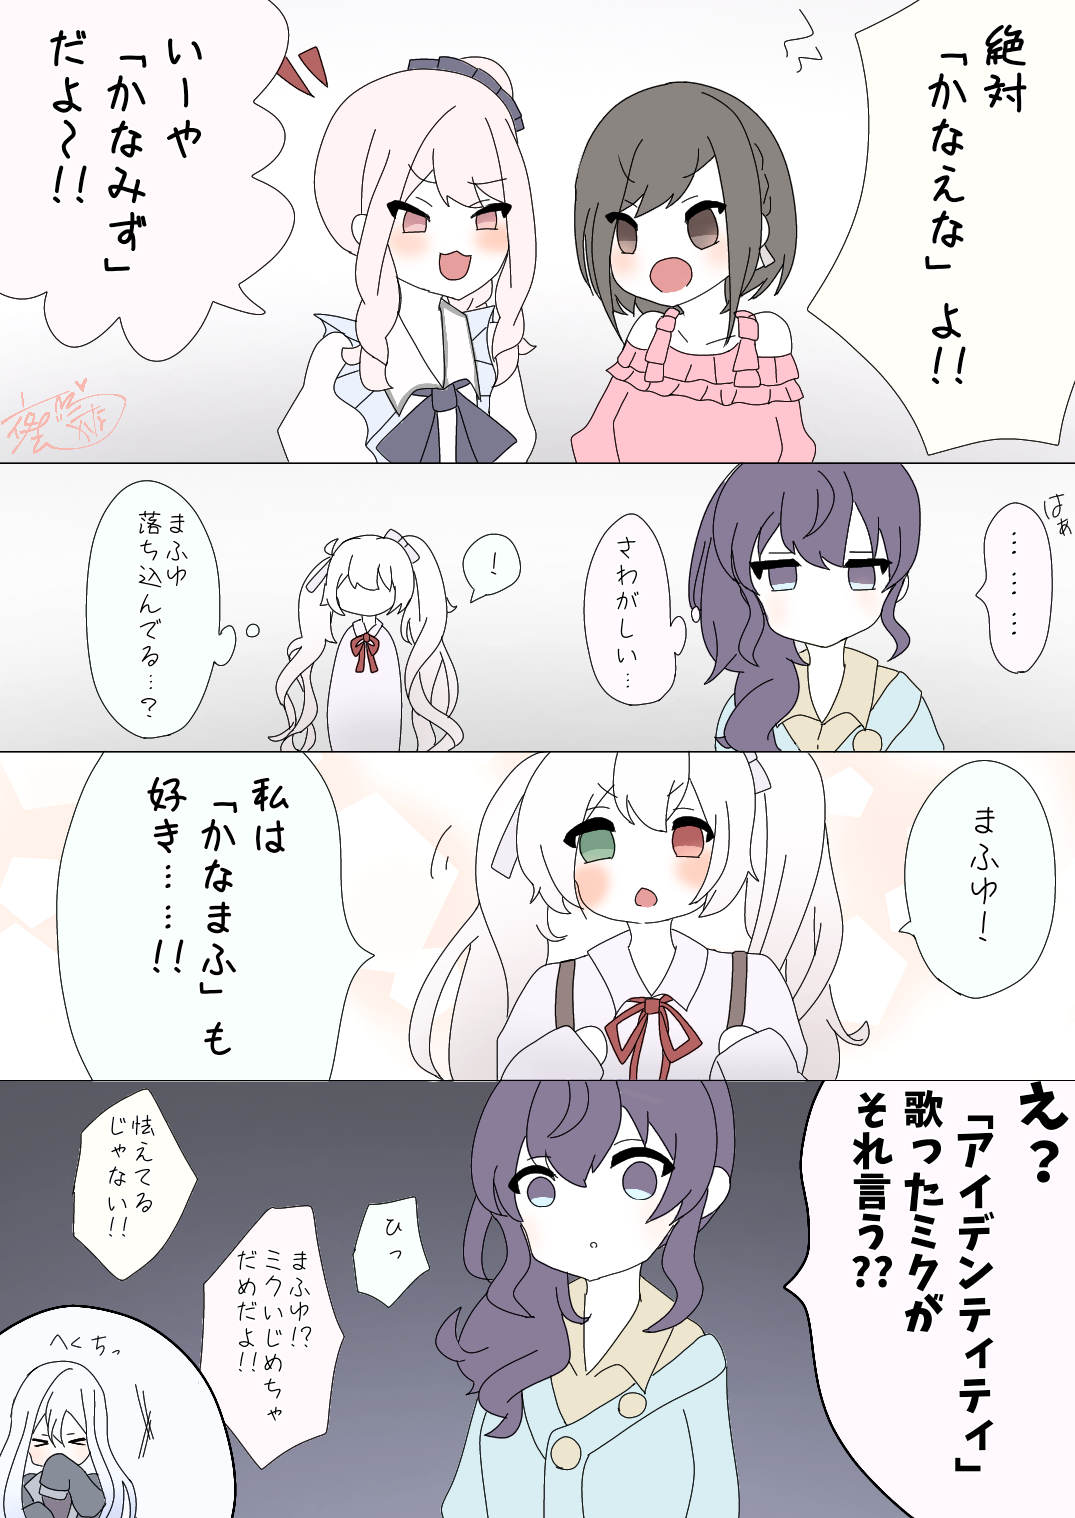 絶対
「かなえな」よ!!
いーや
「かなみず」
だよ〜!!
はぁ
…………
さわがしい…
!
まふゆ
落ち込んでる…?
まふゆー
私は
「かなまふ」も
好き……!!
え?
「アイデンティティ」
歌ったミクが
それ言う??
ひっ
まふゆ!?
ミクいじめちゃ
だめだよ!!
怯えてる
じゃない!!
へくちっ